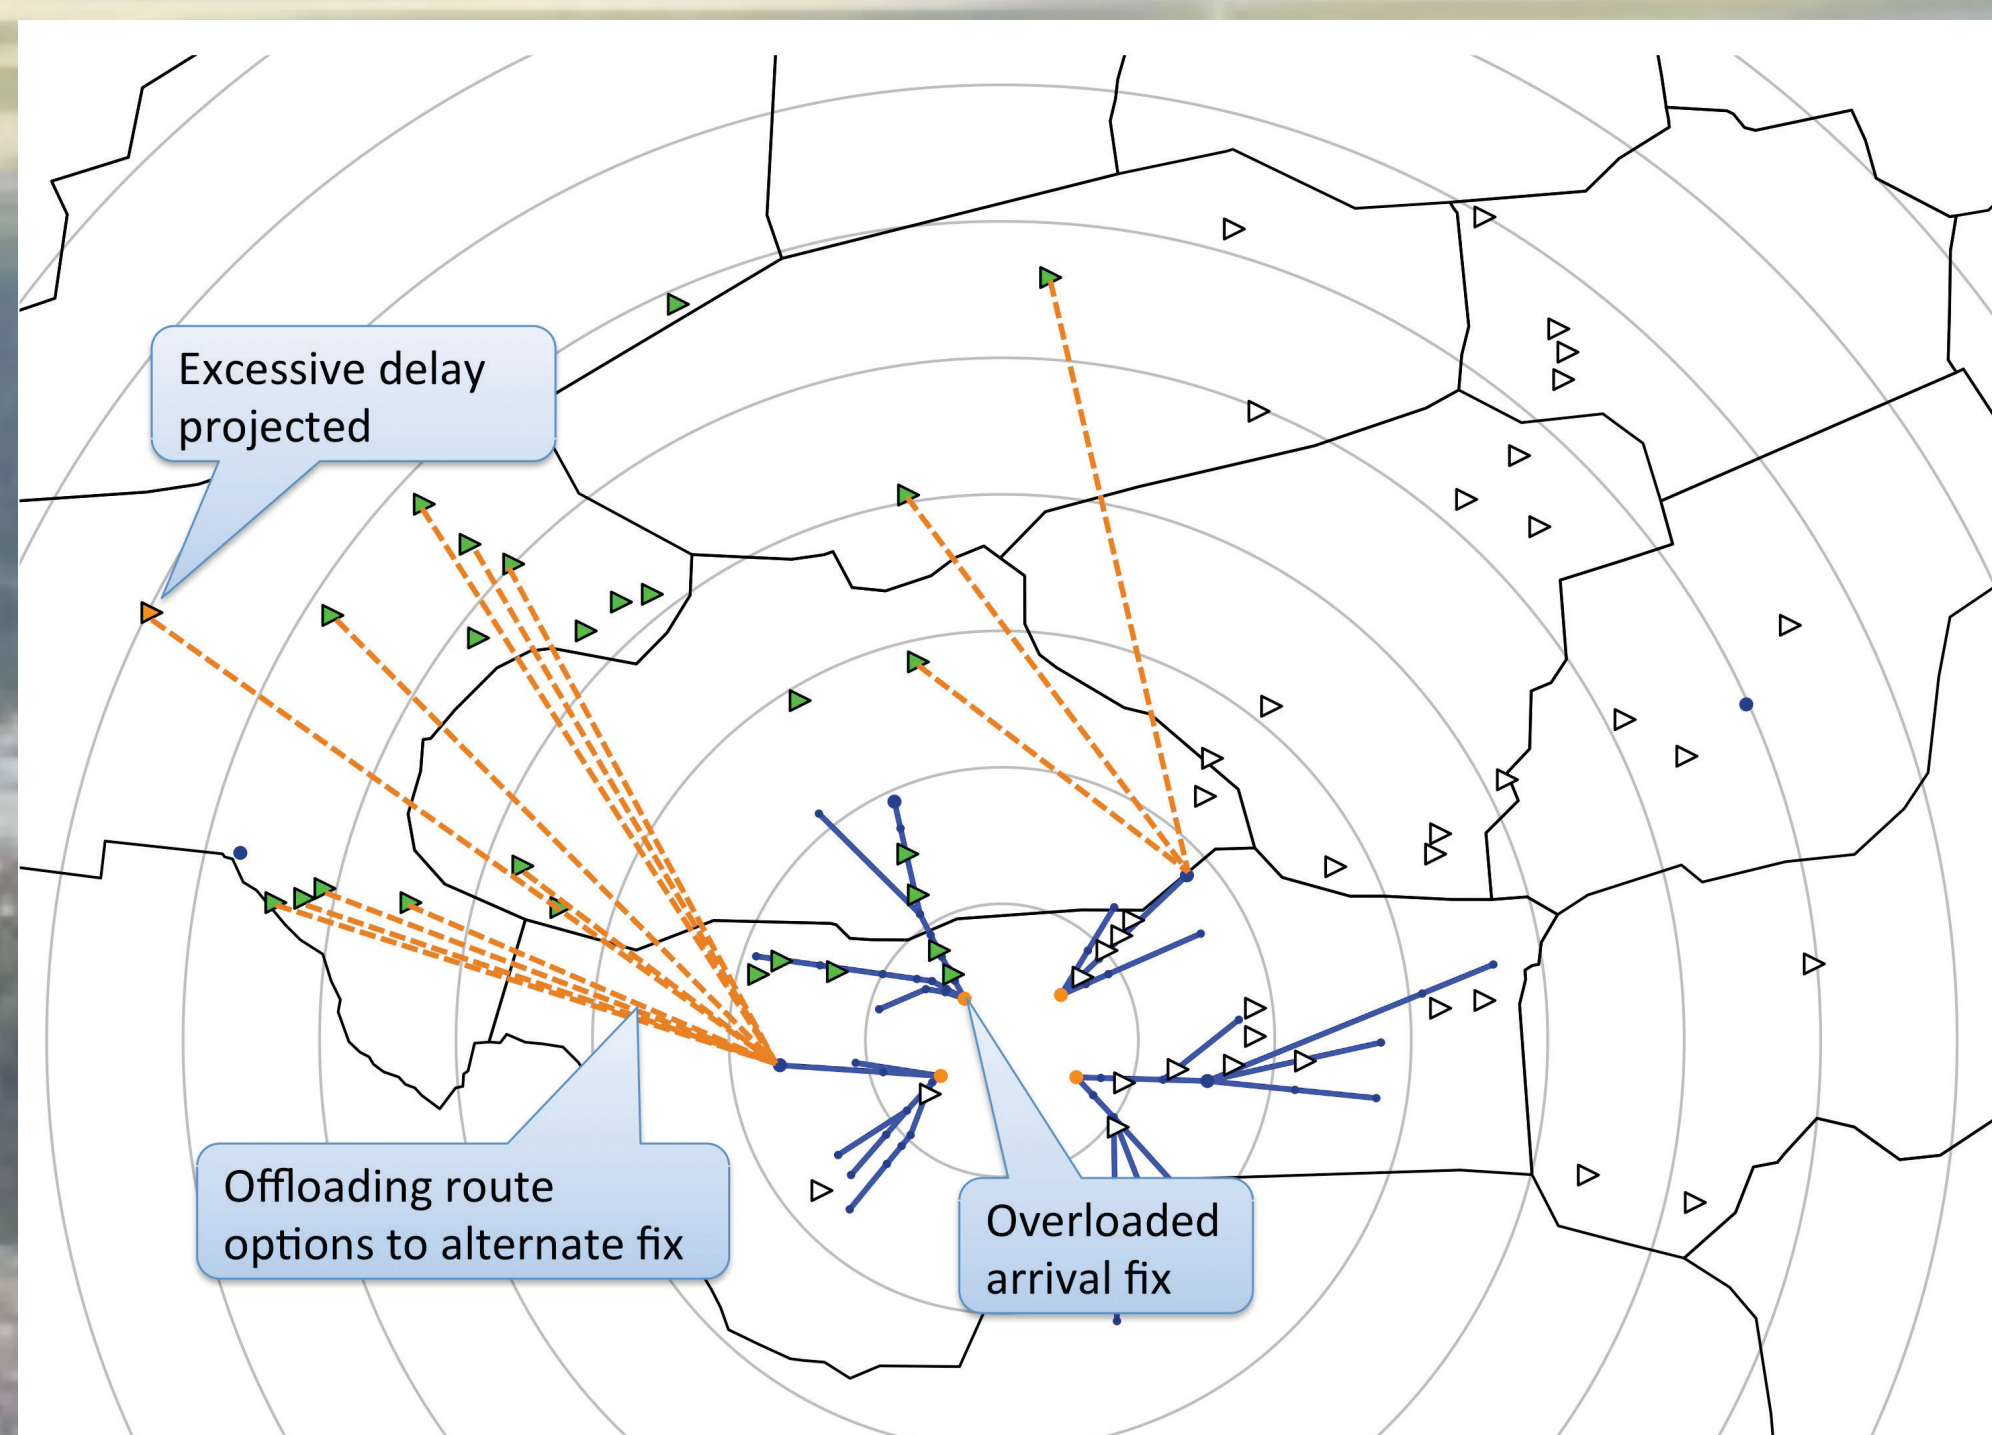 Excessive delay
projected
Offloading route
options to alternate fix
Overloaded
arrival fix